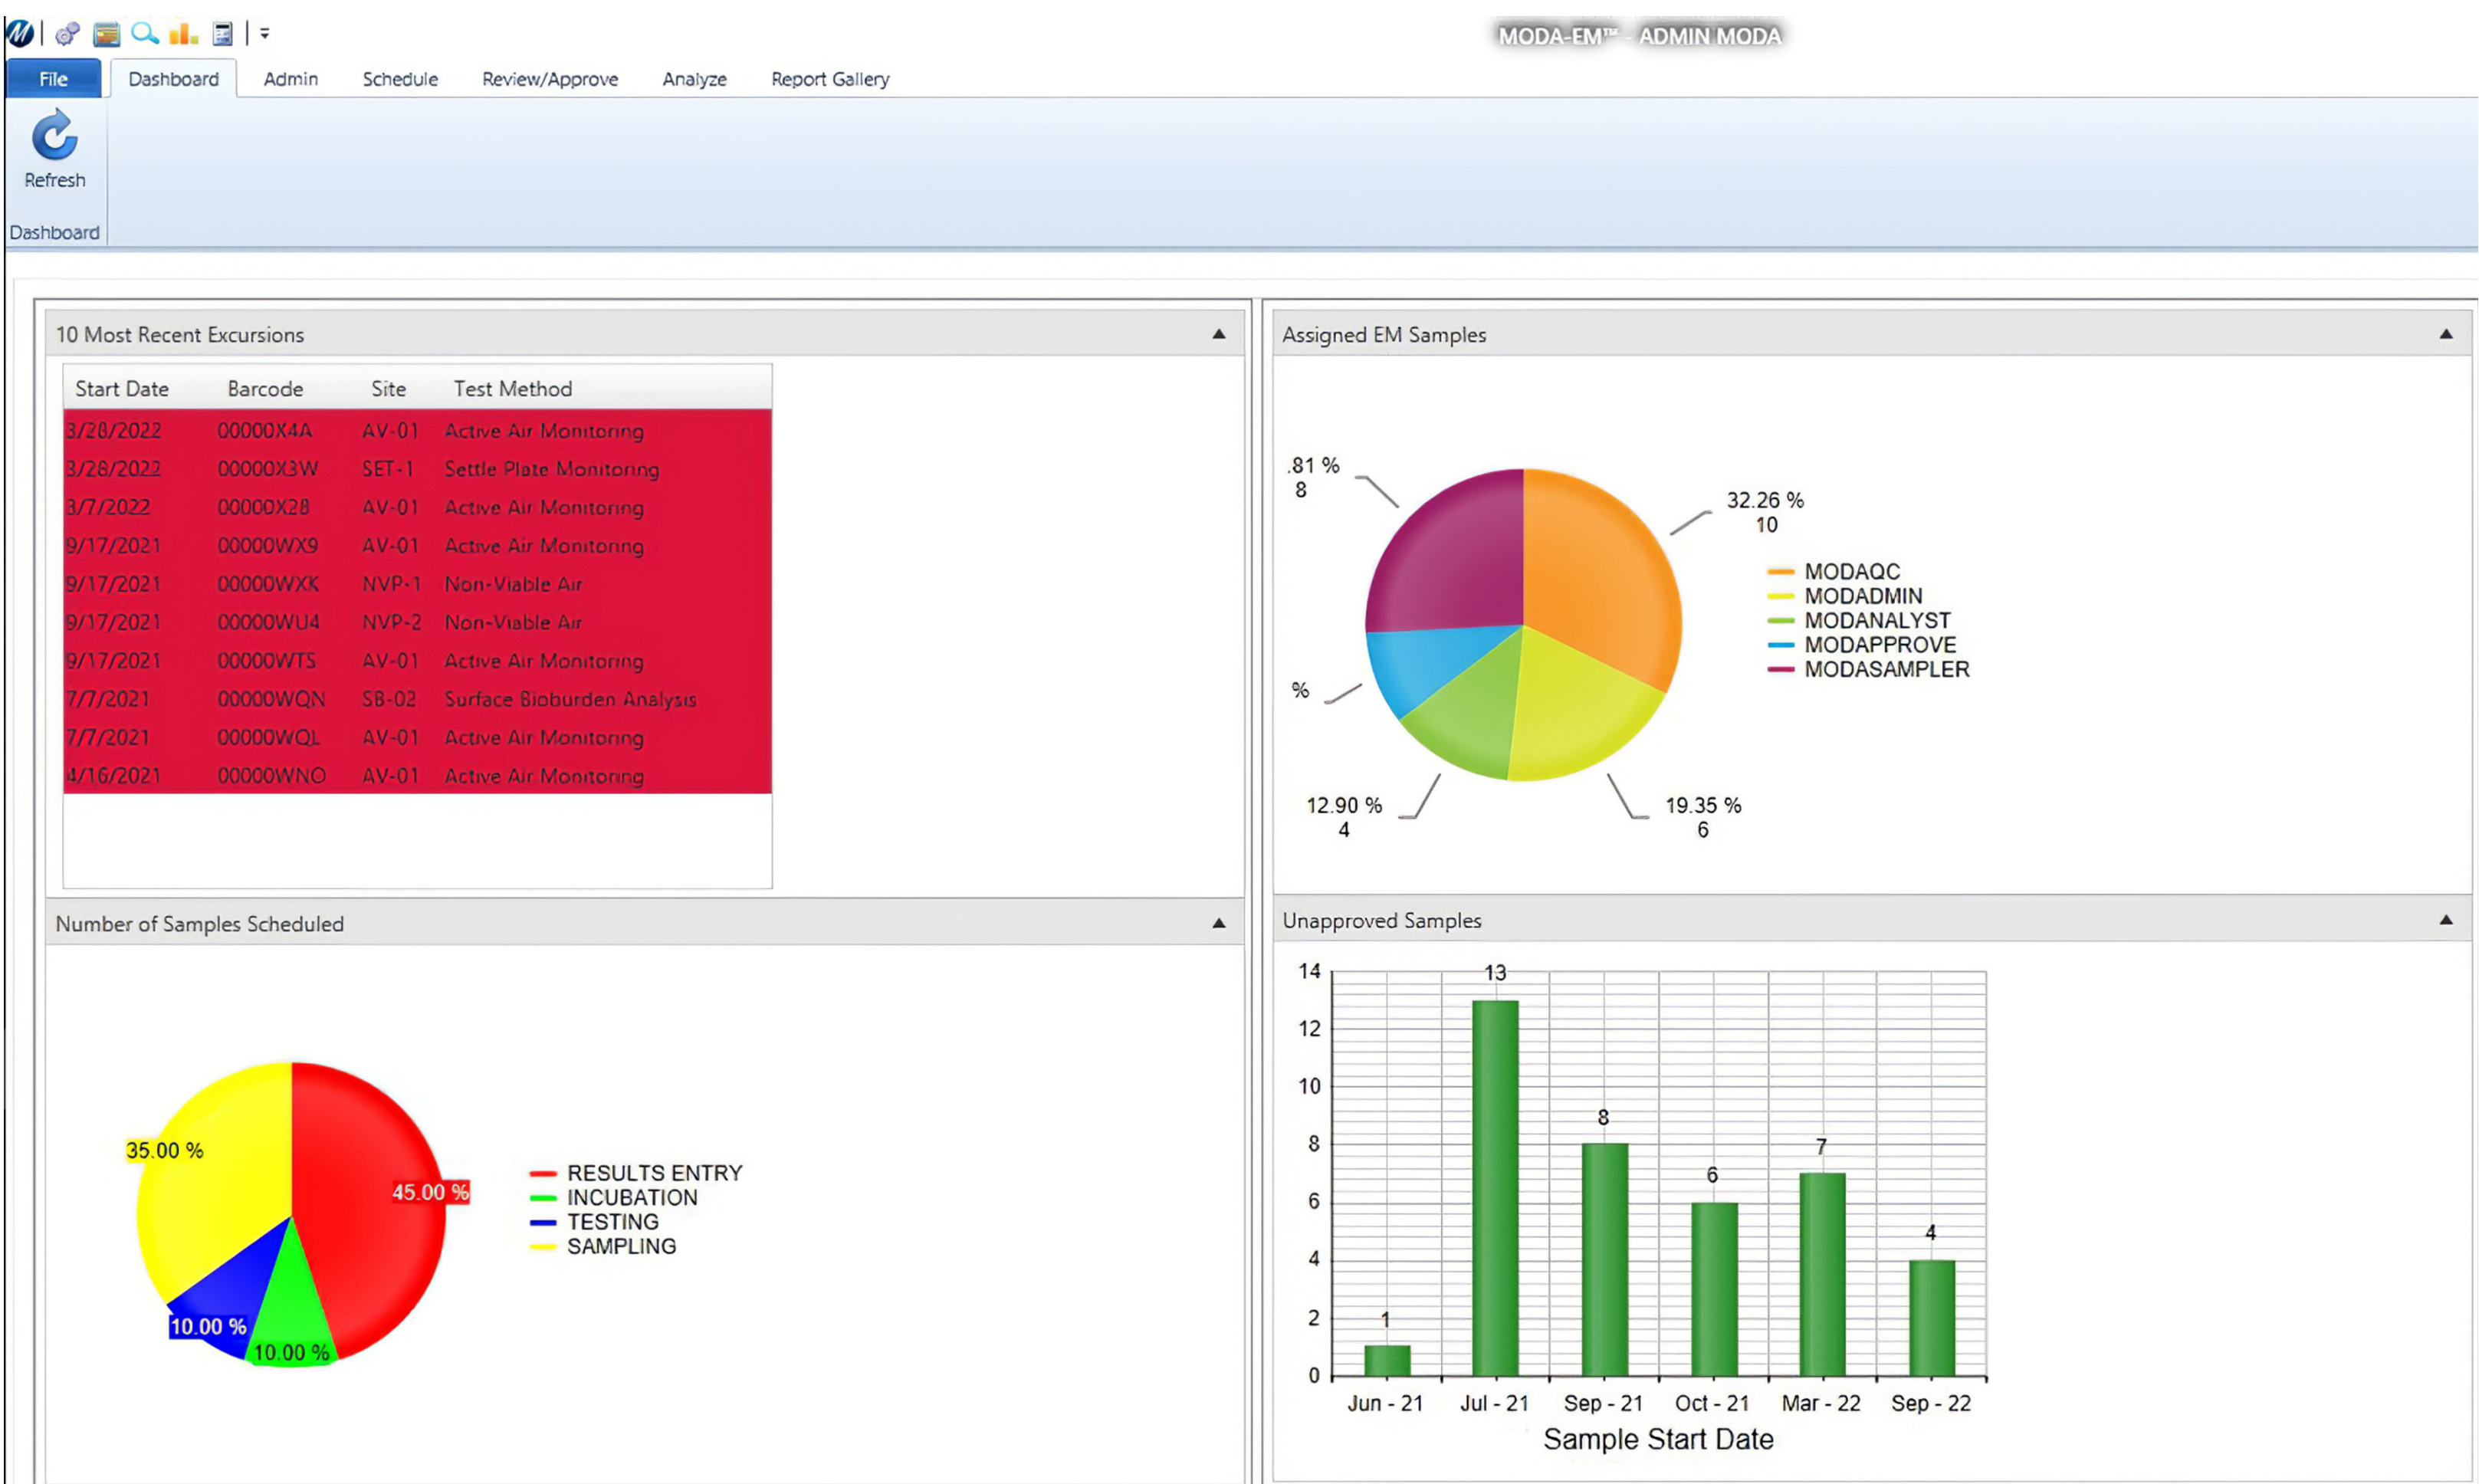 MODA-EM™ - ADMIN MODA
File Dashboard Admin Schedule Review/Approve Analyze Report Gallery
Refresh
Dashboard
10 Most Recent Excursions
Start Date Barcode Site Test Method
3/28/2022 00000X4A AV-01 Active Air Monitoring
3/28/2022 00000X3W SET-1 Settle Plate Monitoring
3/7/2022 00000X28 AV-01 Active Air Monitoring
9/17/2021 00000WX9 AV-01 Active Air Monitoring
9/17/2021 00000WXK NVP-1 Non-Viable Air
9/17/2021 00000WU4 NVP-2 Non-Viable Air
9/17/2021 00000WTS AV-01 Active Air Monitoring
7/7/2021 00000WQN SB-02 Surface Bioburden Analysis
7/7/2021 00000WQL AV-01 Active Air Monitoring
4/16/2021 00000WNO AV-01 Active Air Monitoring
Assigned EM Samples
.81 %
8
32.26 %
10
%
12.90 %
4
19.35 %
6
MODAQC
MODADMIN
MODANALYST
MODAPPROVE
MODASAMPLER
Number of Samples Scheduled
35.00 %
45.00 %
10.00 %
10.00 %
RESULTS ENTRY
INCUBATION
TESTING
SAMPLING
Unapproved Samples
14
12
10
8
6
4
2
0
1
13
8
6
7
4
Jun - 21 Jul - 21 Sep - 21 Oct - 21 Mar - 22 Sep - 22
Sample Start Date